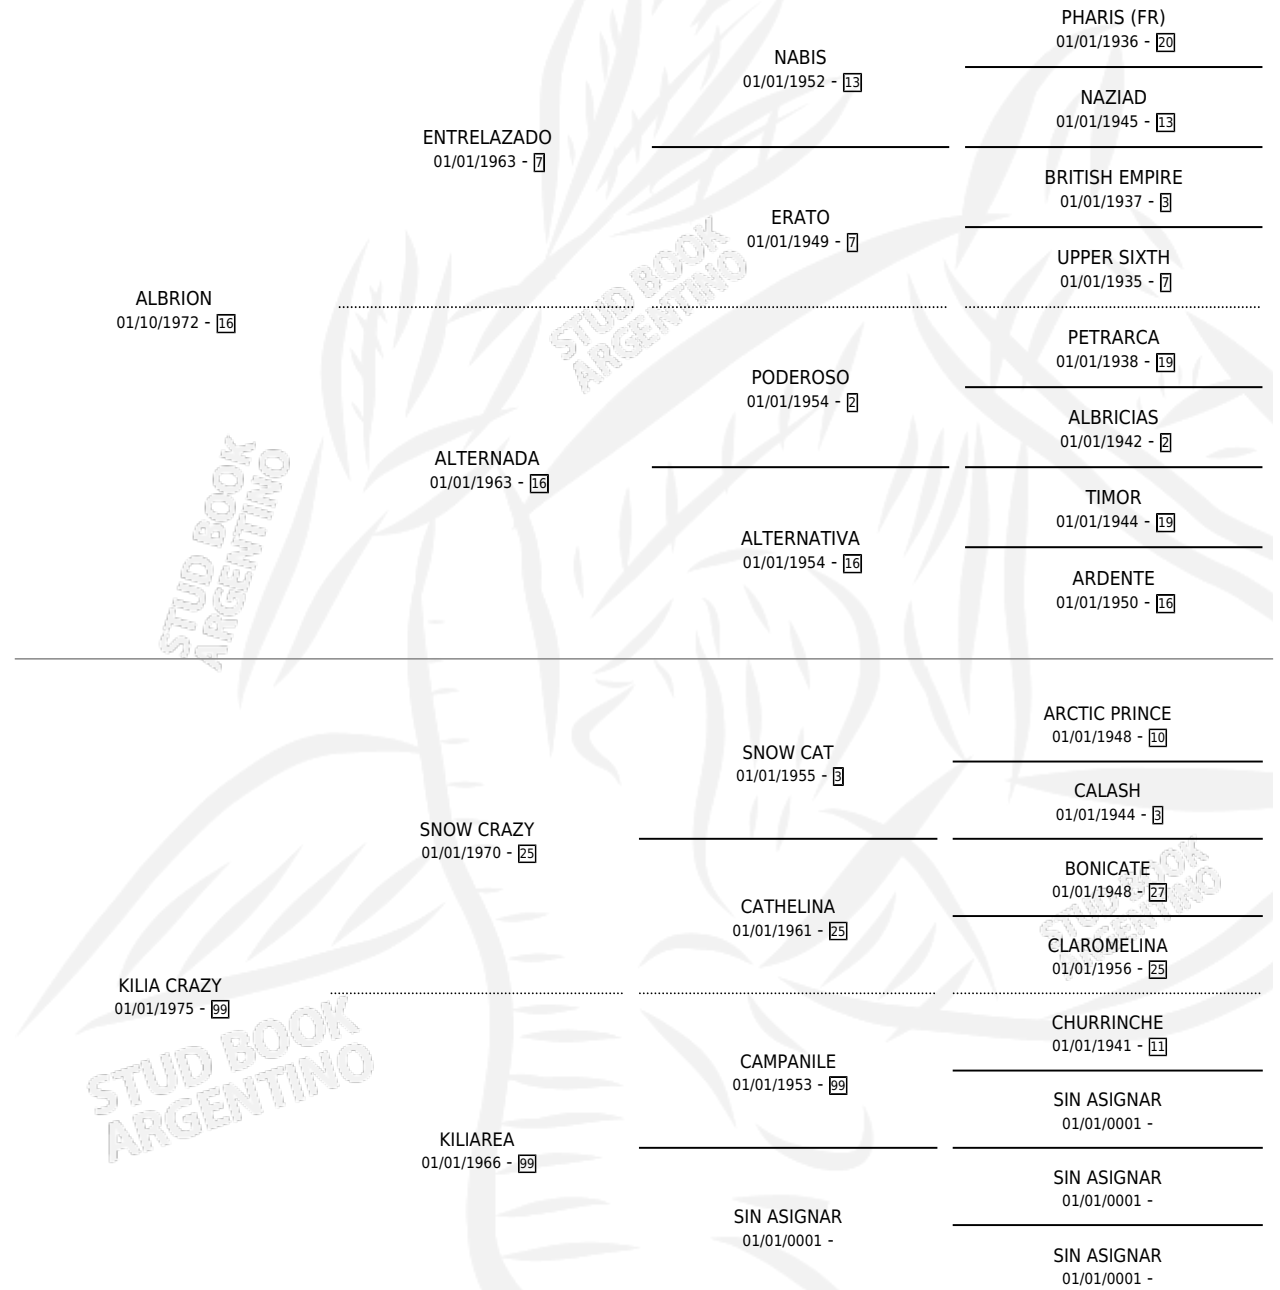 PHARIS (FR)
01/01/1936 - 20
NABIS
01/01/1952 - 13
NAZIAD
01/01/1945 - 13
ENTRELAZADO
01/01/1963 - 7
BRITISH EMPIRE
01/01/1937 - 3
ERATO
01/01/1949 - 7
UPPER SIXTH
01/01/1935 - 7
ALBRION
01/10/1972 - 16
PETRARCA
01/01/1938 - 19
PODEROSO
01/01/1954 - 2
ALBRICIAS
01/01/1942 - 2
ALTERNADA
01/01/1963 - 16
TIMOR
01/01/1944 - 19
ALTERNATIVA
01/01/1954 - 16
ARDENTE
01/01/1950 - 16
ARCTIC PRINCE
01/01/1948 - 10
SNOW CAT
01/01/1955 - 3
CALASH
01/01/1944 - 3
SNOW CRAZY
01/01/1970 - 25
BONICATE
01/01/1948 - 27
CATHELINA
01/01/1961 - 25
CLAROMELINA
01/01/1956 - 25
KILIA CRAZY
01/01/1975 - 99
CHURRINCHE
01/01/1941 - 11
CAMPANILE
01/01/1953 - 99
SIN ASIGNAR
01/01/0001 -
KILIAREA
01/01/1966 - 99
SIN ASIGNAR
01/01/0001 -
SIN ASIGNAR
01/01/0001 -
SIN ASIGNAR
01/01/0001 -
STUD BOOK
ARGENTINO
STUD BOOK
ARGENTINO
STUD BOOK
ARGENTINO
STUD BOOK
ARGENTINO